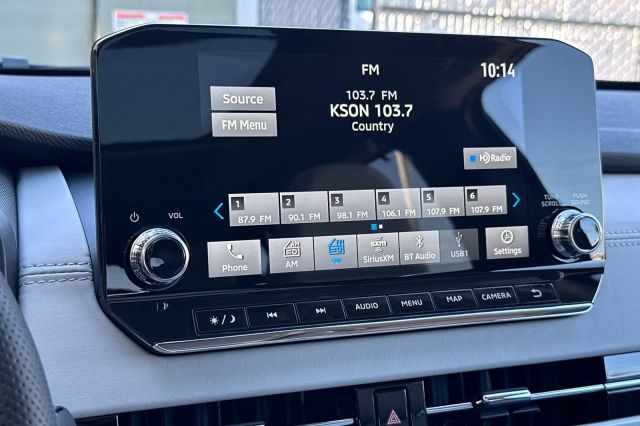 FM
10:14
103.7 FM
KSON 103.7
Country
Source
FM Menu
HD Radio
1 2 3 4 5 6
87.9 FM 90.1 FM 98.1 FM 106.1 FM 107.9 FM 107.9 FM
TUNE SCROLL
PUSH SOUND
VOL
Phone
AM
FM
SXM
SiriusXM
BT Audio
USB1
Settings
AUDIO MENU MAP CAMERA